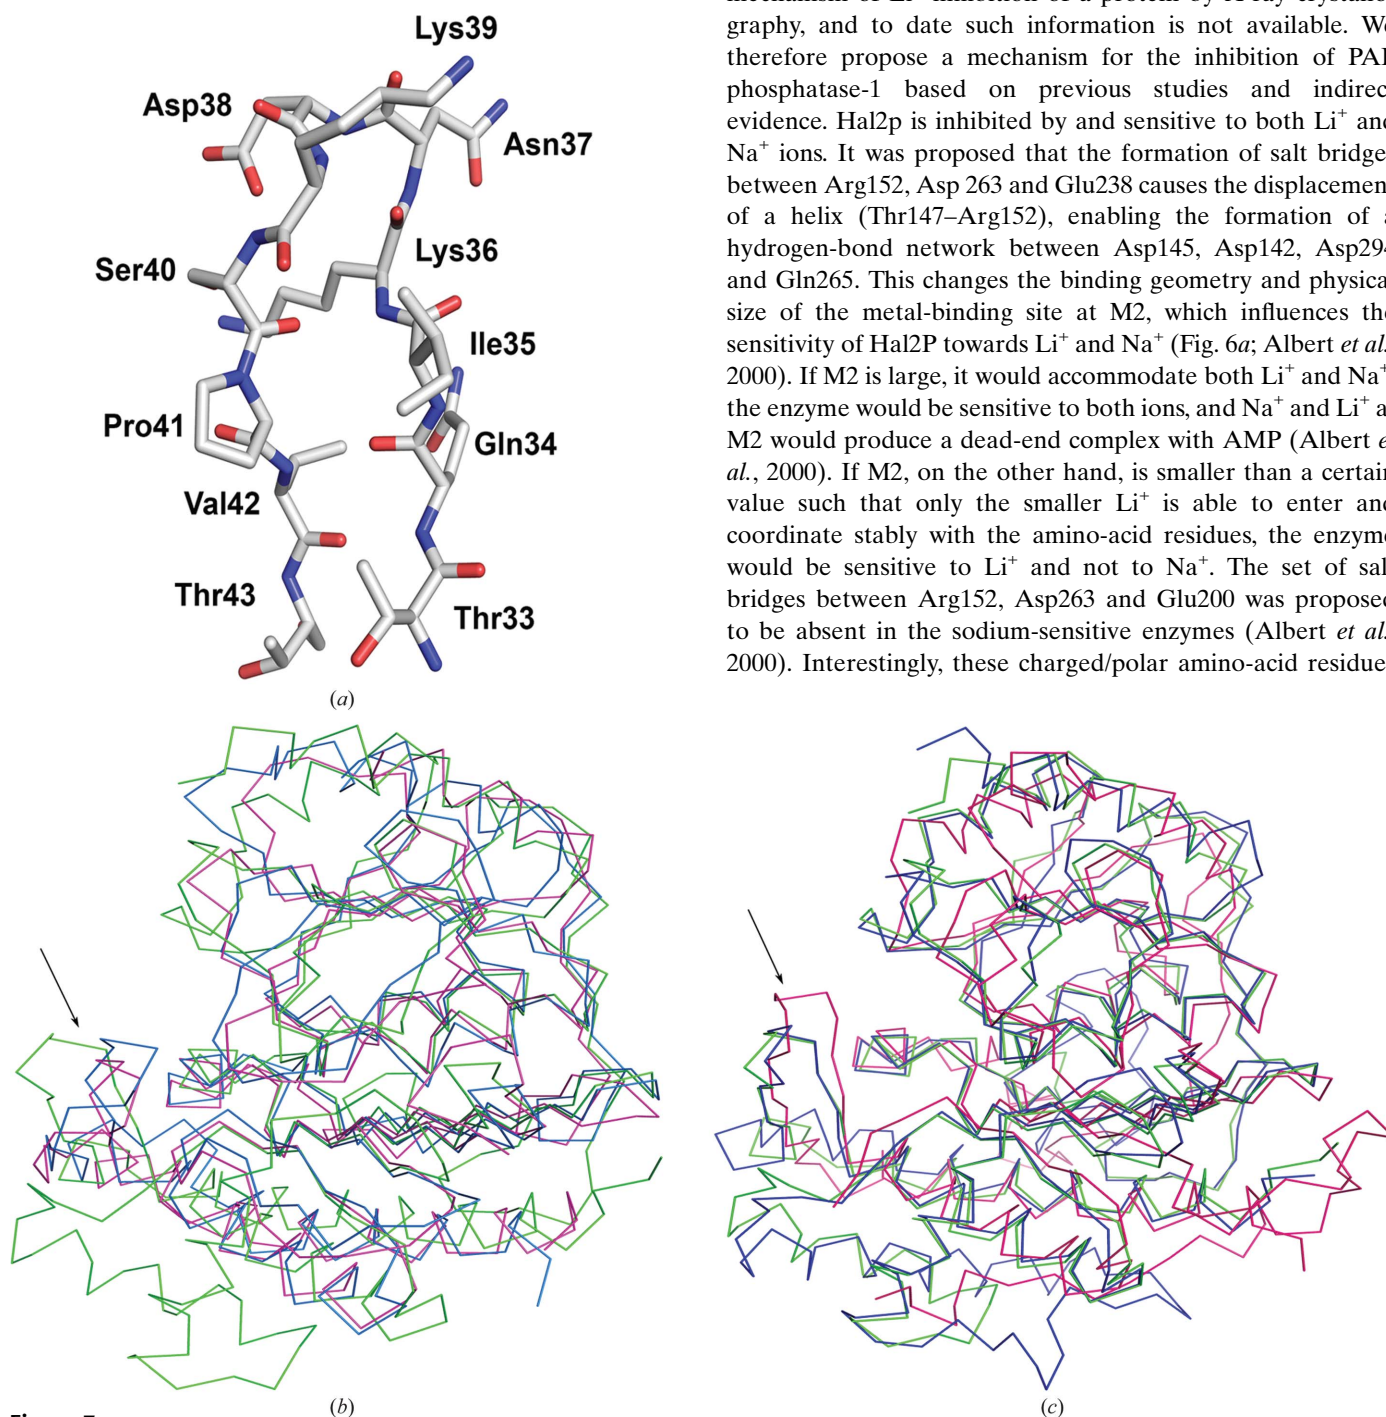 Lys39
Asp38
Asn37
Lys36
Ser40
Ile35
Pro41
Gln34
Val42
Thr43
Thr33
(a)
graphy, and to date such information is not available. We
therefore propose a mechanism for the inhibition of PAP
phosphatase-1 based on previous studies and indirect
evidence. Hal2p is inhibited by and sensitive to both Li⁺ and
Na⁺ ions. It was proposed that the formation of salt bridges
between Arg152, Asp 263 and Glu238 causes the displacement
of a helix (Thr147–Arg152), enabling the formation of a
hydrogen-bond network between Asp145, Asp142, Asp294
and Gln265. This changes the binding geometry and physical
size of the metal-binding site at M2, which influences the
sensitivity of Hal2P towards Li⁺ and Na⁺ (Fig. 6a; Albert et al.,
2000). If M2 is large, it would accommodate both Li⁺ and Na⁺,
the enzyme would be sensitive to both ions, and Na⁺ and Li⁺ at
M2 would produce a dead-end complex with AMP (Albert et
al., 2000). If M2, on the other hand, is smaller than a certain
value such that only the smaller Li⁺ is able to enter and
coordinate stably with the amino-acid residues, the enzyme
would be sensitive to Li⁺ and not to Na⁺. The set of salt
bridges between Arg152, Asp263 and Glu200 was proposed
to be absent in the sodium-sensitive enzymes (Albert et al.,
2000). Interestingly, these charged/polar amino-acid residues
(b)
(c)